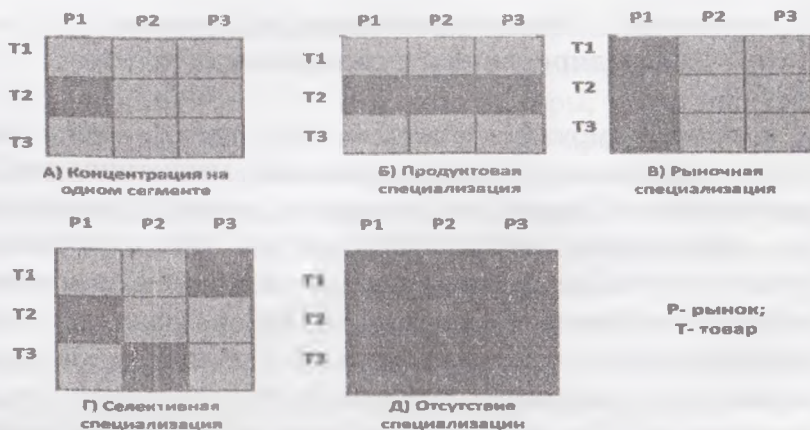 P1 P2 P3
T1
T2
T3
А) Концентрация на
одном сегменте
P1 P2 P3
T1
T2
T3
Б) Продуктовая
специализация
P1 P2 P3
T1
T2
T3
В) Рыночная
специализация
P1 P2 P3
T1
T2
T3
Г) Селективная
специализация
P1 P2 P3
T1
T2
T3
Д) Отсутствие
специализации
Р- рынок;
Т- товар